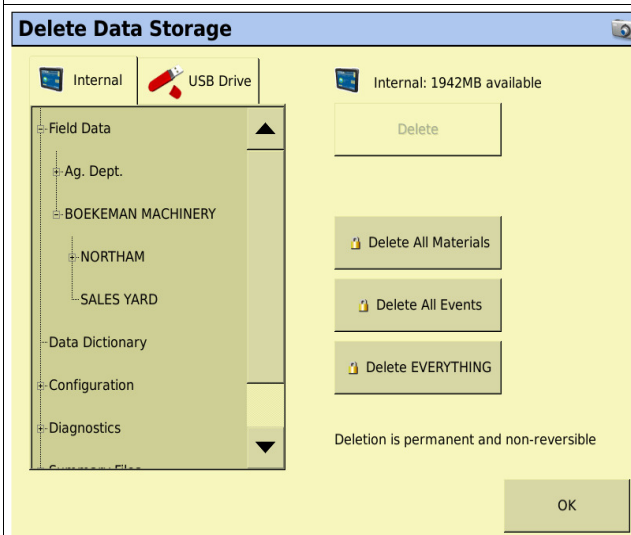 Delete Data Storage
Internal
USB Drive
Internal: 1942MB available
Field Data
Ag. Dept.
BOEKEMAN MACHINERY
NORTHAM
SALES YARD
Data Dictionary
Configuration
Diagnostics
Summary Files
Delete
Delete All Materials
Delete All Events
Delete EVERYTHING
Deletion is permanent and non-reversible
OK